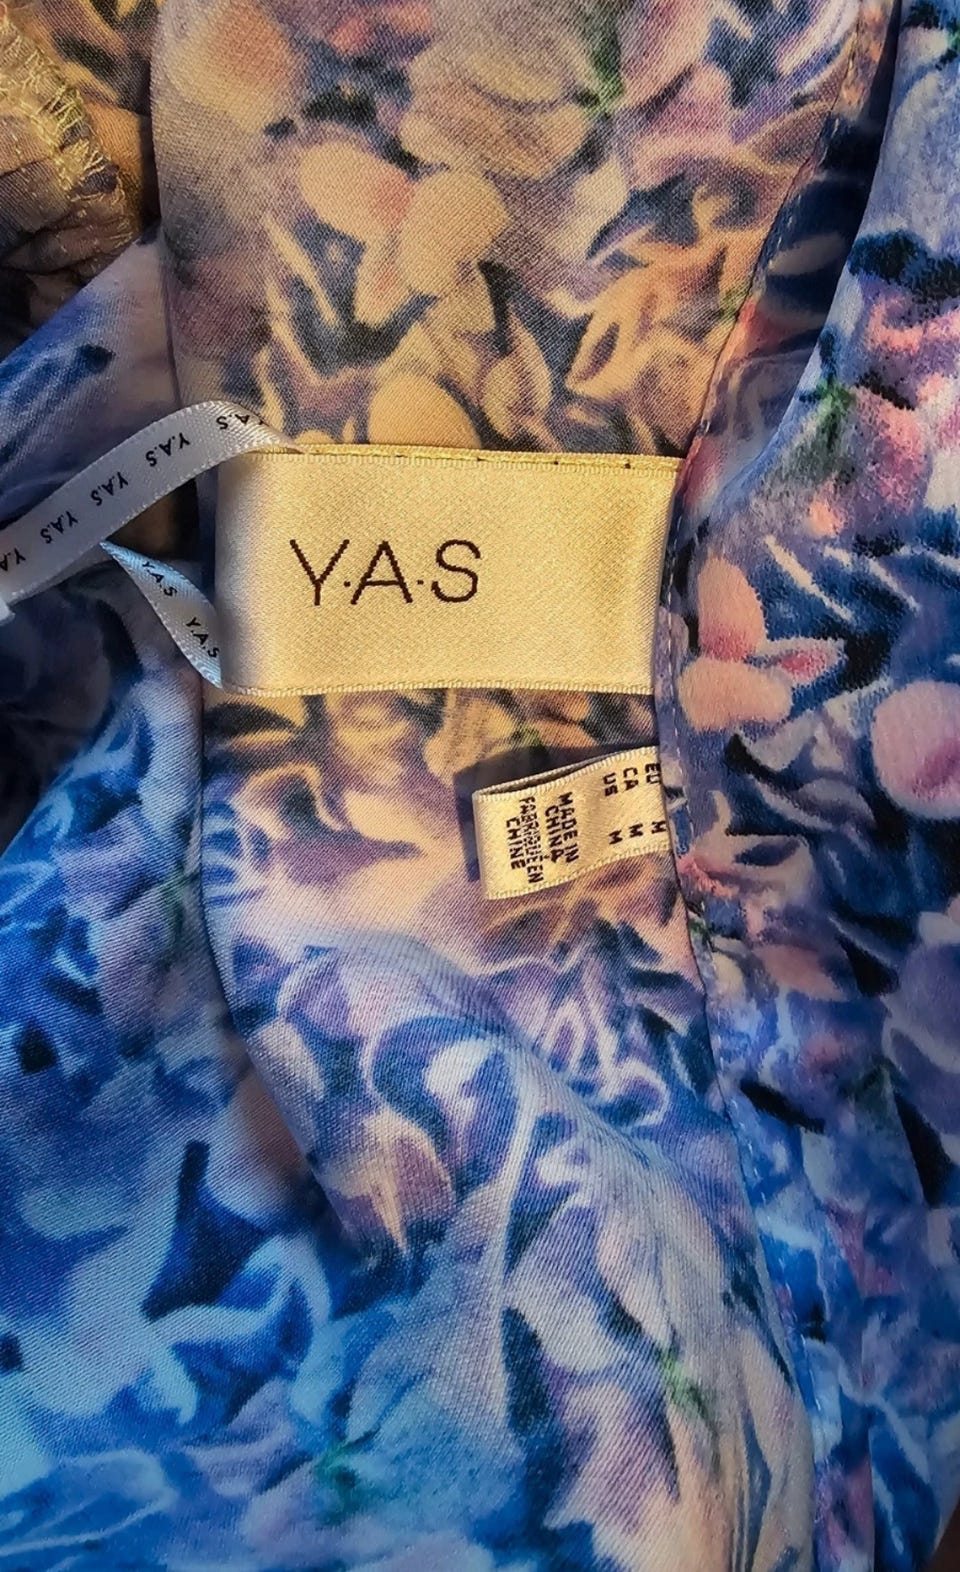 Y.A.S
Y.A.S
Y.A.S
Y.A.S
Y.A.S
Y·A·S
Y.A.S
Y.A.S
EU M
CA M
US M
MADE IN
CHINA
FABRIQUÉ EN
CHINE